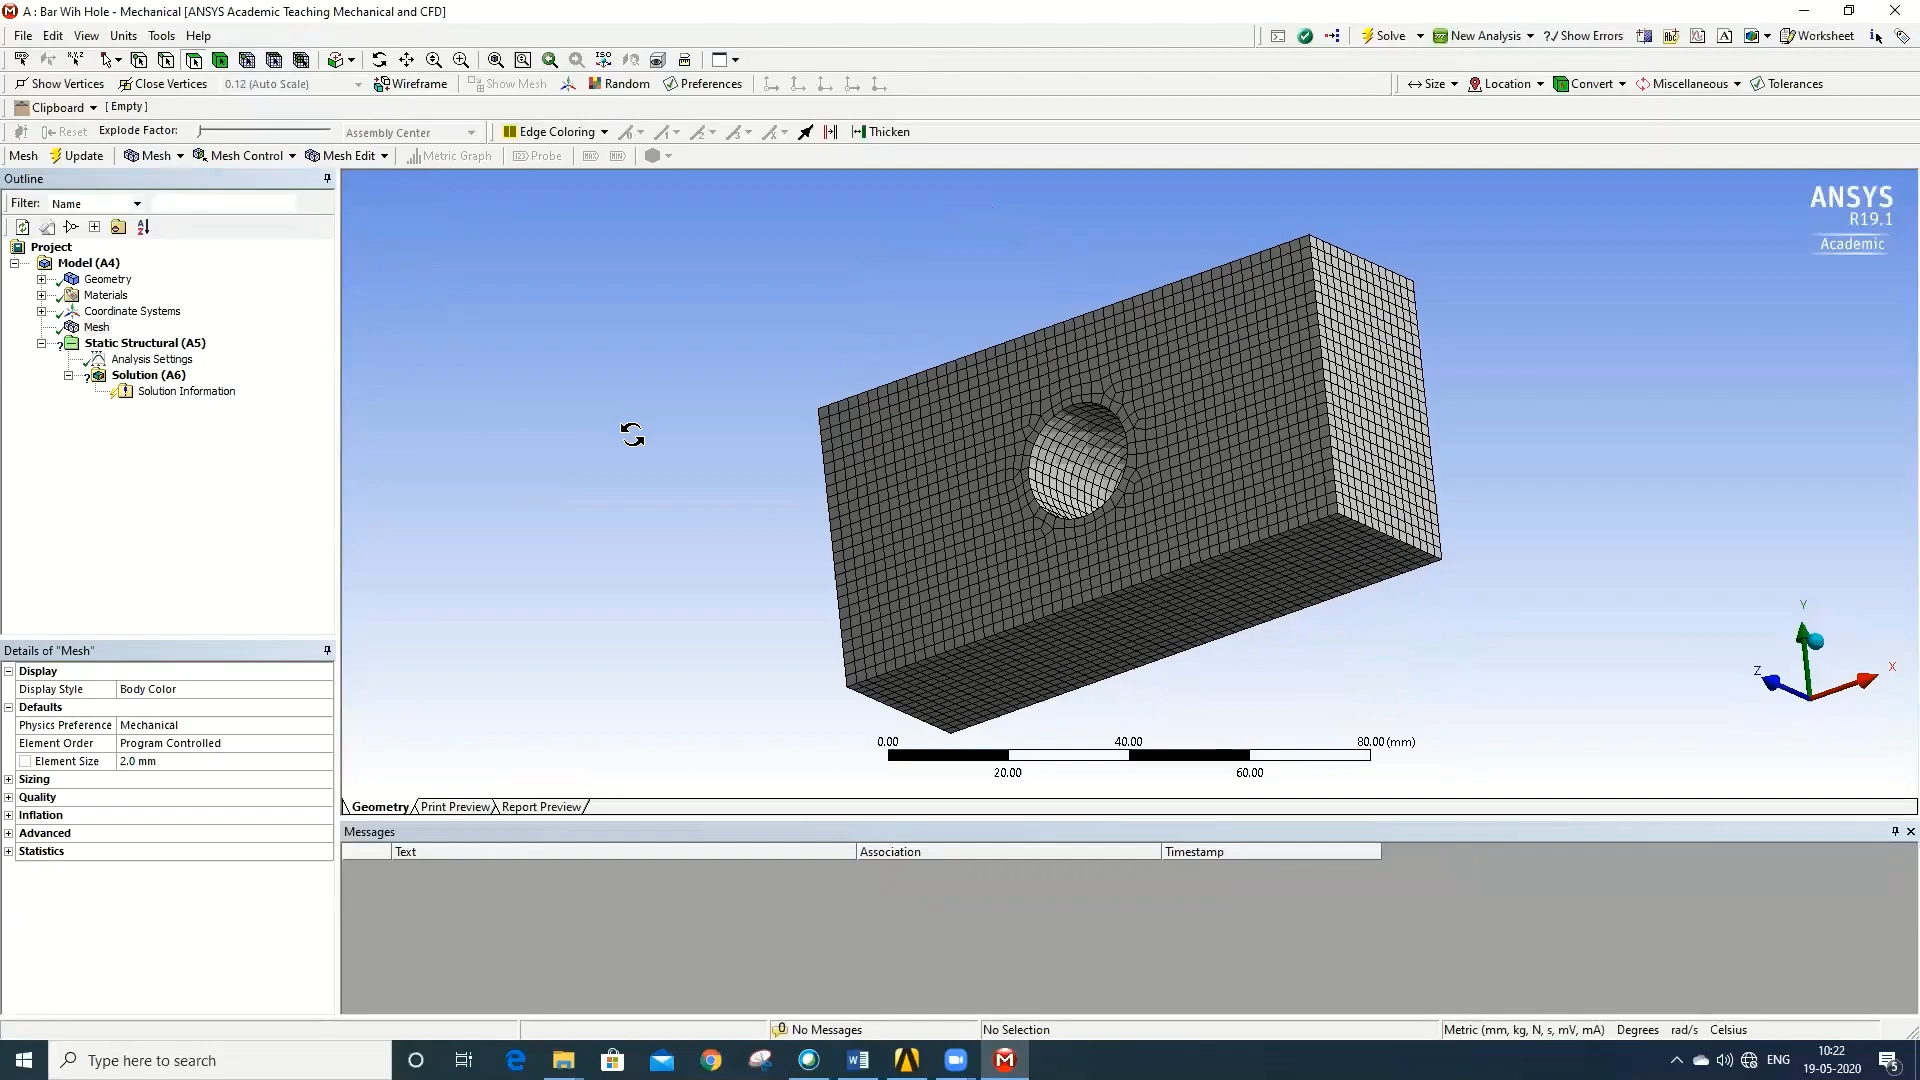 A : Bar Wih Hole - Mechanical [ANSYS Academic Teaching Mechanical and CFD]
File Edit View Units Tools Help
Solve New Analysis ?/ Show Errors Worksheet
Show Vertices Close Vertices 0.12 (Auto Scale) Wireframe Show Mesh Random Preferences Size Location Convert Miscellaneous Tolerances
Clipboard [ Empty ]
Reset Explode Factor: Assembly Center Edge Coloring Thicken
Mesh Update Mesh Mesh Control Mesh Edit Metric Graph Probe
Outline
Filter: Name
Project
Model (A4)
Geometry
Materials
Coordinate Systems
Mesh
Static Structural (A5)
Analysis Settings
Solution (A6)
Solution Information
ANSYS
R19.1
Academic
Y
Z
X
0.00 40.00 80.00 (mm)
20.00 60.00
Geometry Print Preview Report Preview
Details of "Mesh"
Display
Display Style Body Color
Defaults
Physics Preference Mechanical
Element Order Program Controlled
Element Size 2.0 mm
Sizing
Quality
Inflation
Advanced
Statistics
Messages
Text Association Timestamp
No Messages No Selection Metric (mm, kg, N, s, mV, mA) Degrees rad/s Celsius
Type here to search
ENG
10:22
19-05-2020
5